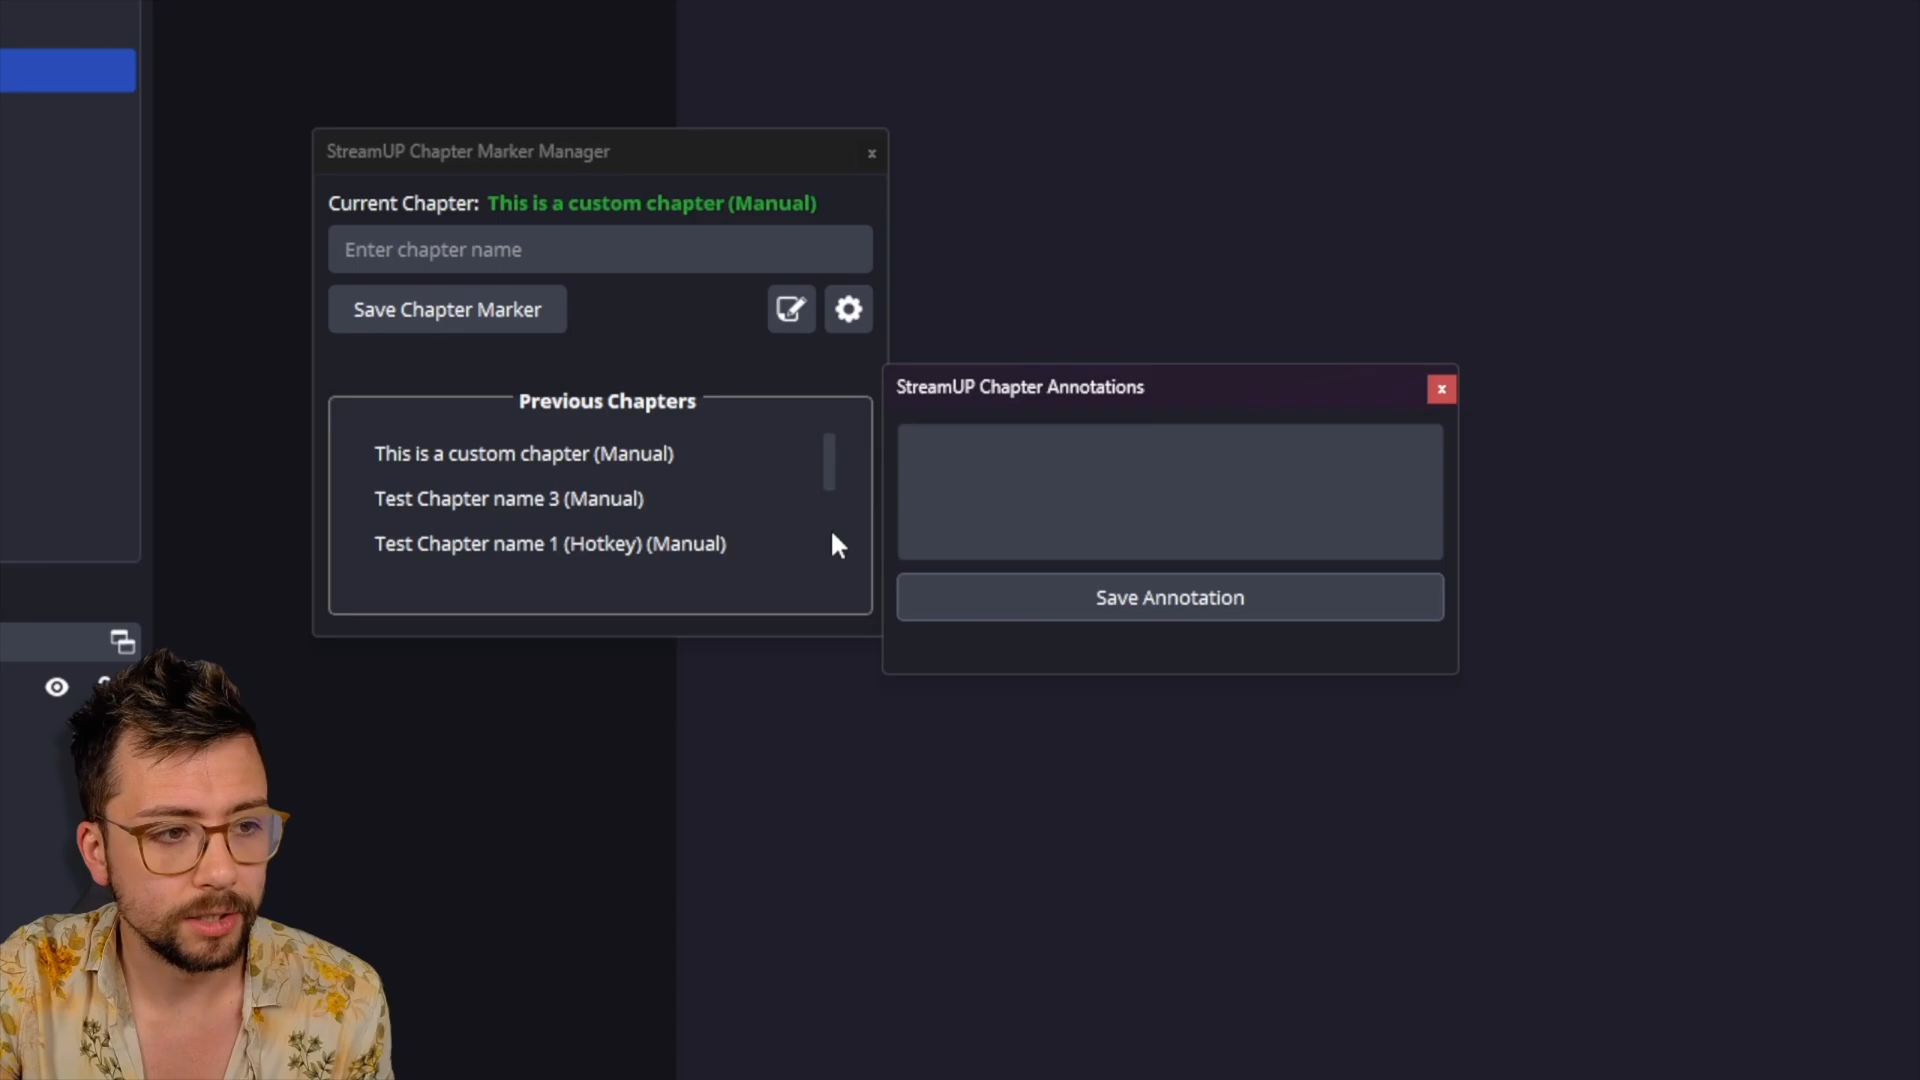 StreamUP Chapter Marker Manager
x
Current Chapter: This is a custom chapter (Manual)
Enter chapter name
Save Chapter Marker
Previous Chapters
This is a custom chapter (Manual)
Test Chapter name 3 (Manual)
Test Chapter name 1 (Hotkey) (Manual)
StreamUP Chapter Annotations
x
Save Annotation